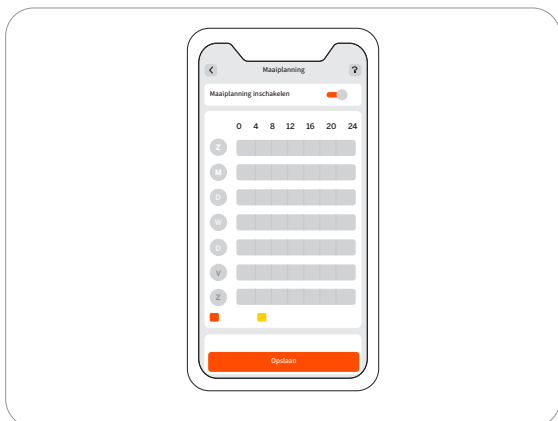 Maaiplanning ?
Maaiplanning inschakelen
0 4 8 12 16 20 24
Z
M
D
W
D
V
Z
Opslaan